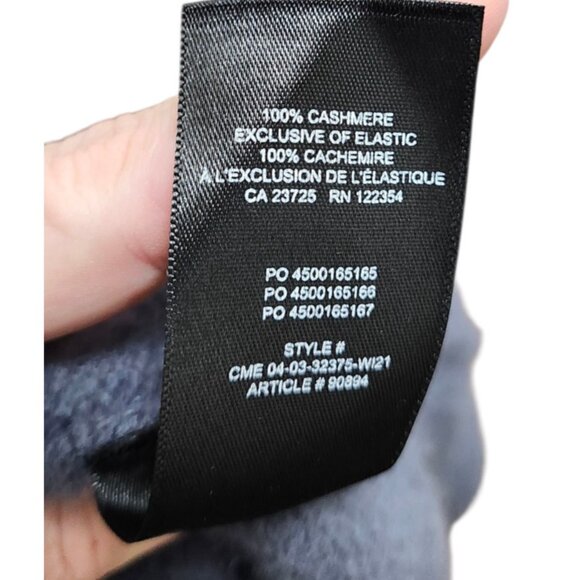 100% CASHMERE
EXCLUSIVE OF ELASTIC
100% CACHEMIRE
À L'EXCLUSION DE L'ÉLASTIQUE
CA 23725 RN 122354
PO 4500165165
PO 4500165166
PO 4500165167
STYLE #
CME 04-03-32375-WI21
ARTICLE # 90894